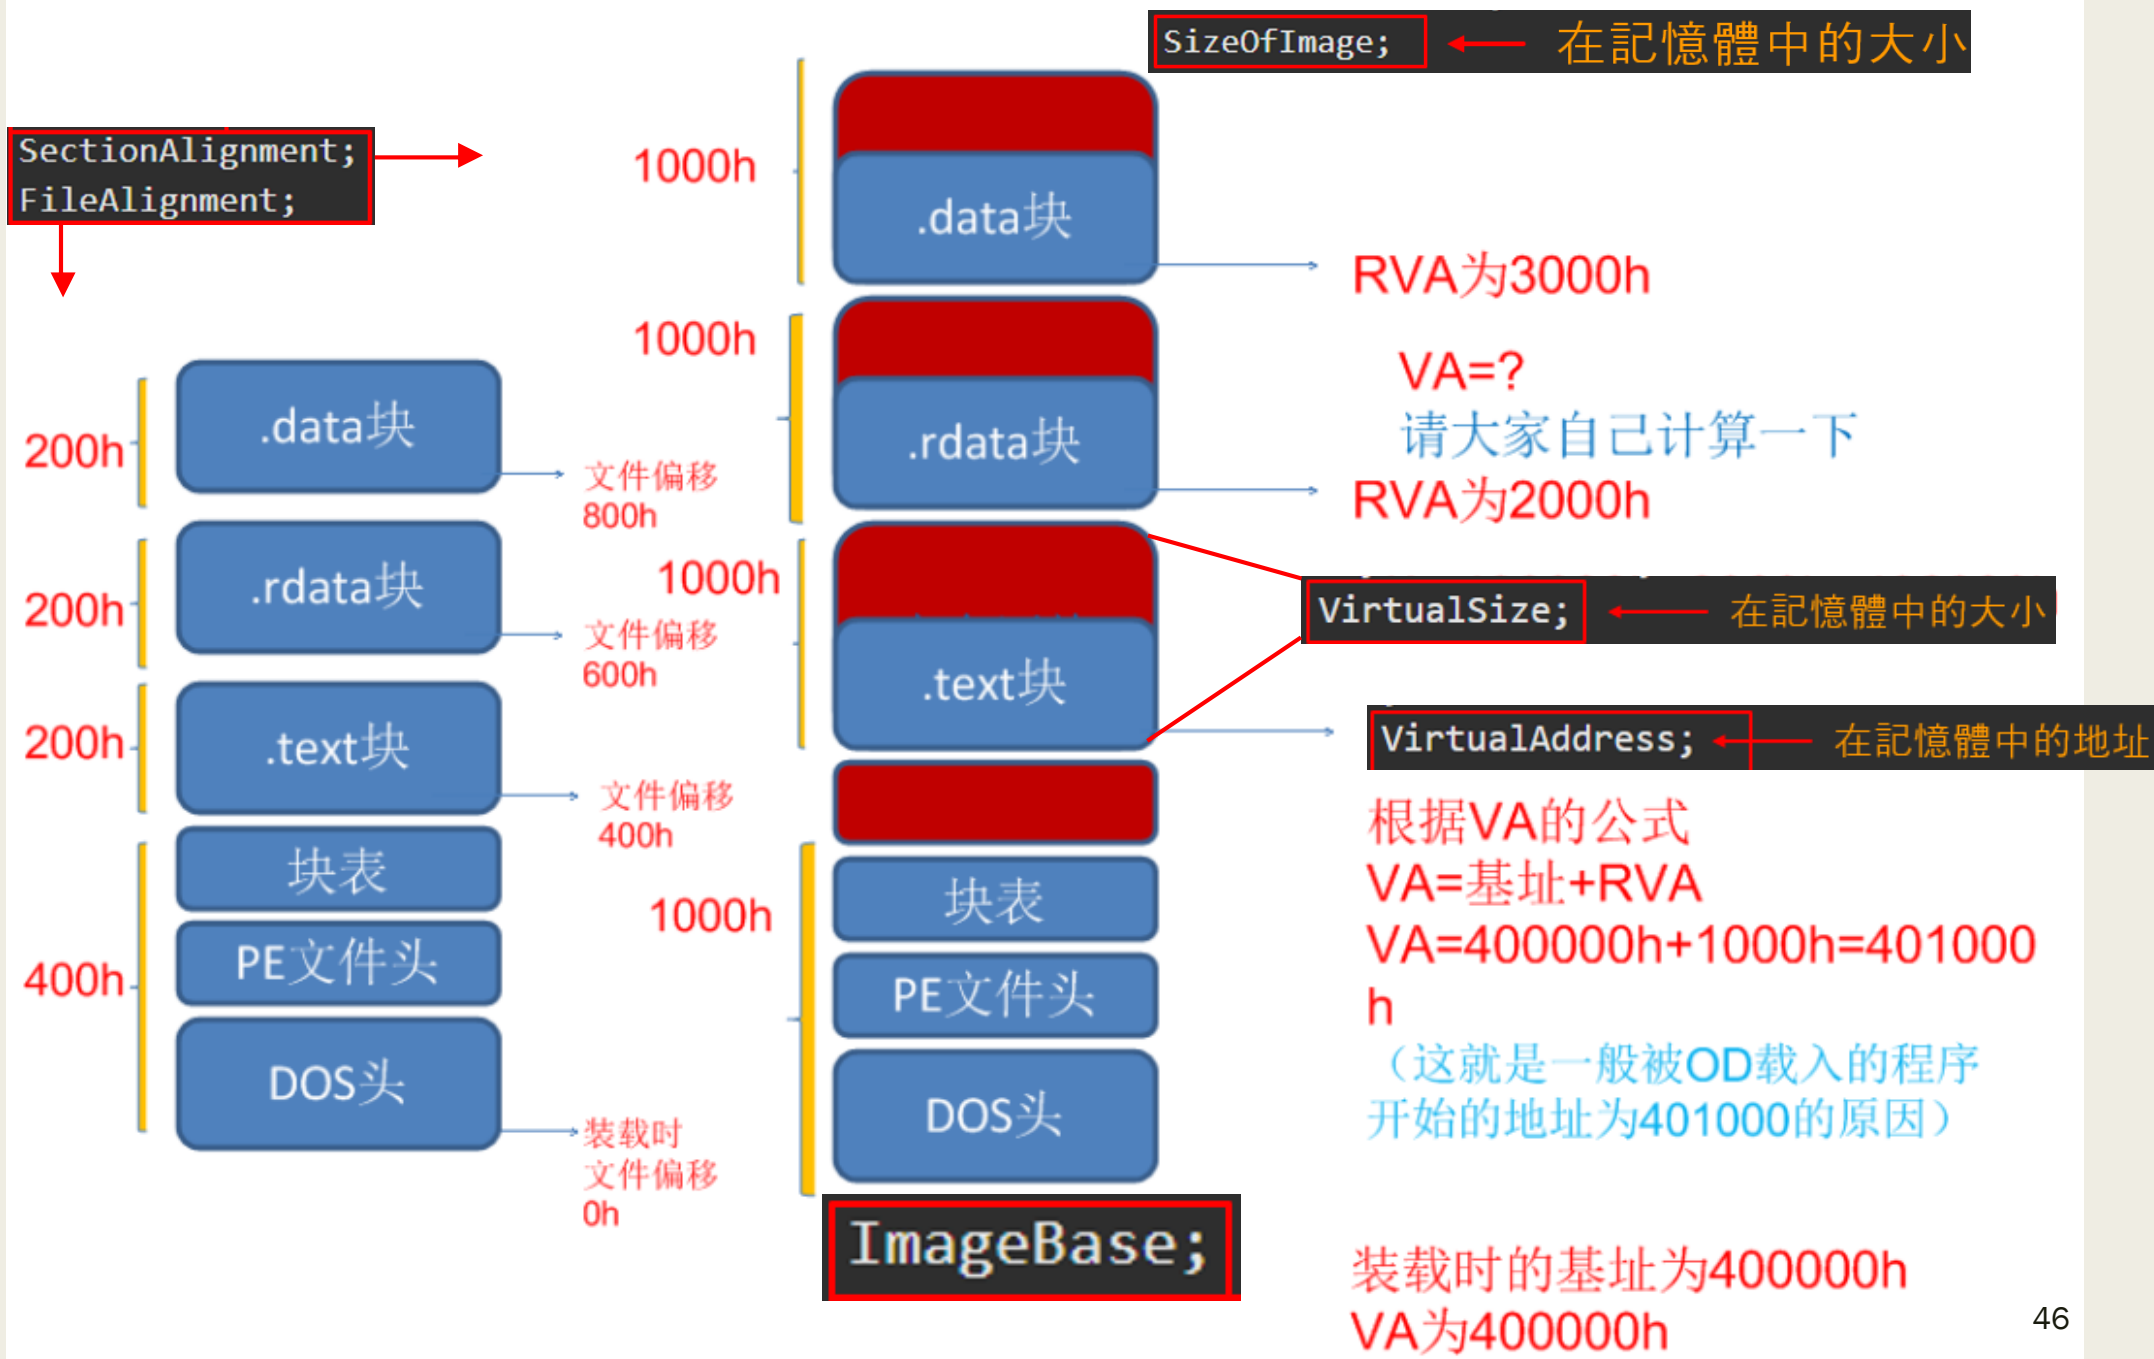 SizeOfImage;
在記憶體中的大小
SectionAlignment;
FileAlignment;
200h
.data块
文件偏移
800h
200h
.rdata块
文件偏移
600h
200h
.text块
文件偏移
400h
400h
块表
PE文件头
DOS头
装载时
文件偏移
0h
1000h
.data块
1000h
.rdata块
1000h
.text块
1000h
块表
PE文件头
DOS头
ImageBase;
RVA为3000h
VA=?
请大家自己计算一下
RVA为2000h
VirtualSize;
在記憶體中的大小
VirtualAddress;
在記憶體中的地址
根据VA的公式
VA=基址+RVA
VA=400000h+1000h=401000
h
（这就是一般被OD载入的程序
开始的地址为401000的原因）
装载时的基址为400000h
VA为400000h
46